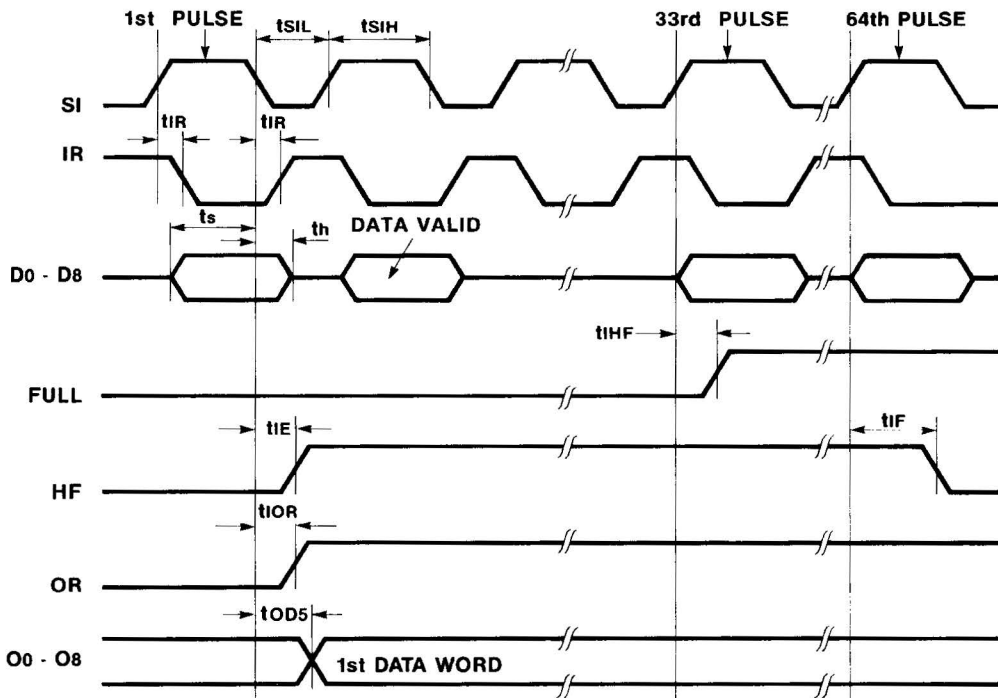 1st PULSE 33rd PULSE 64th PULSE
tSIL tSIH
SI
tIR tIR
IR
ts th DATA VALID
D0 - D8
tIHF
FULL
tIE tIF
HF
tIOR
OR
tOD5
O0 - O8 1st DATA WORD